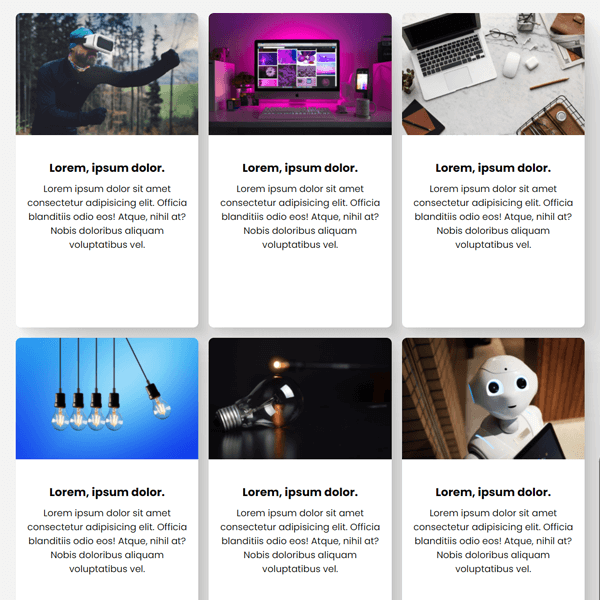 Lorem, ipsum dolor.
Lorem ipsum dolor sit amet
consectetur adipisicing elit. Officia
blanditiis odio eos! Atque, nihil at?
Nobis doloribus aliquam
voluptatibus vel.
Lorem, ipsum dolor.
Lorem ipsum dolor sit amet
consectetur adipisicing elit. Officia
blanditiis odio eos! Atque, nihil at?
Nobis doloribus aliquam
voluptatibus vel.
Lorem, ipsum dolor.
Lorem ipsum dolor sit amet
consectetur adipisicing elit. Officia
blanditiis odio eos! Atque, nihil at?
Nobis doloribus aliquam
voluptatibus vel.
Lorem, ipsum dolor.
Lorem ipsum dolor sit amet
consectetur adipisicing elit. Officia
blanditiis odio eos! Atque, nihil at?
Nobis doloribus aliquam
voluptatibus vel.
Lorem, ipsum dolor.
Lorem ipsum dolor sit amet
consectetur adipisicing elit. Officia
blanditiis odio eos! Atque, nihil at?
Nobis doloribus aliquam
voluptatibus vel.
Lorem, ipsum dolor.
Lorem ipsum dolor sit amet
consectetur adipisicing elit. Officia
blanditiis odio eos! Atque, nihil at?
Nobis doloribus aliquam
voluptatibus vel.